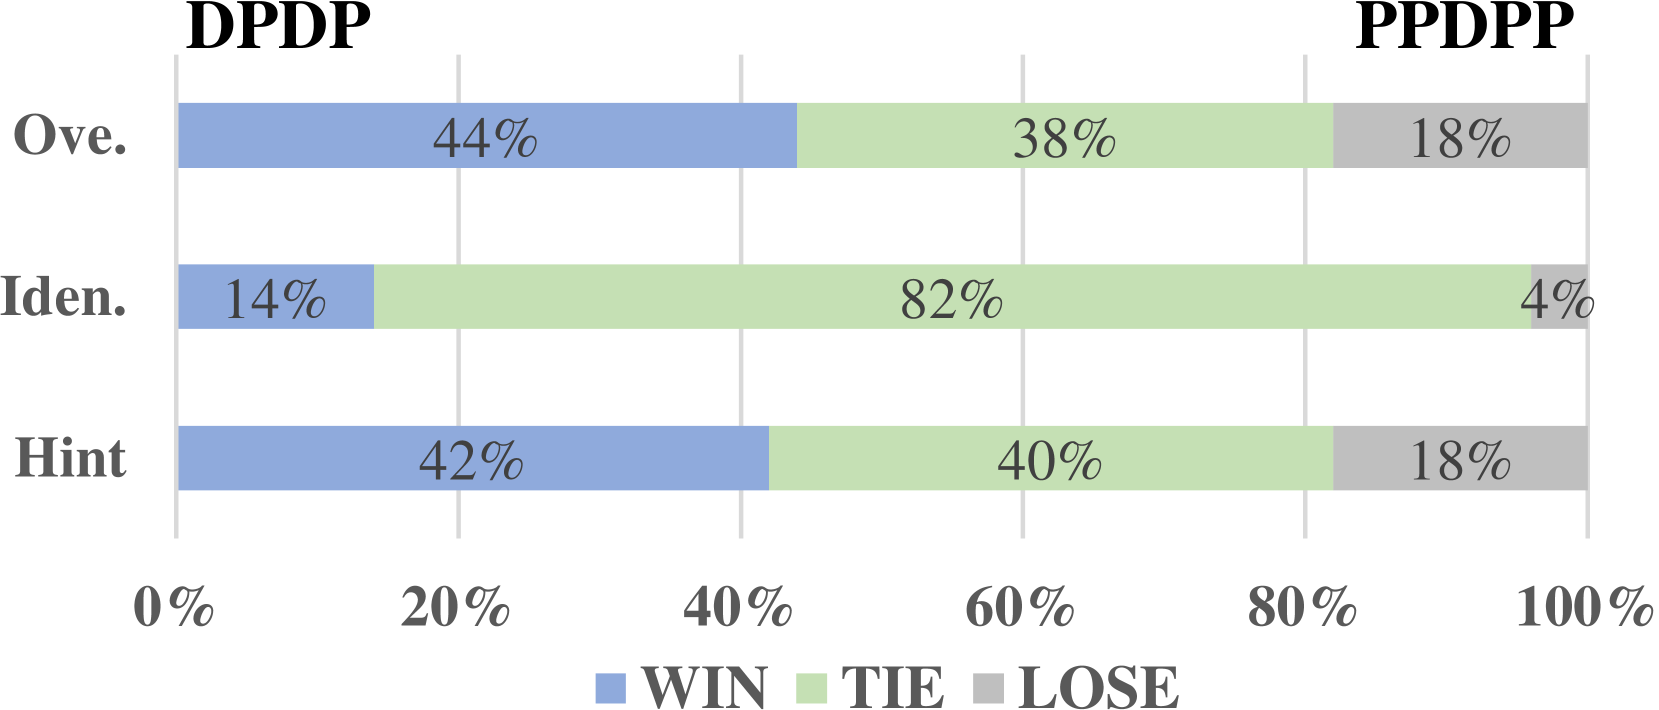 DPDP PPDPP
Ove. 44% 38% 18%
Iden. 14% 82% 4%
Hint 42% 40% 18%
0% 20% 40% 60% 80% 100%
WIN TIE LOSE